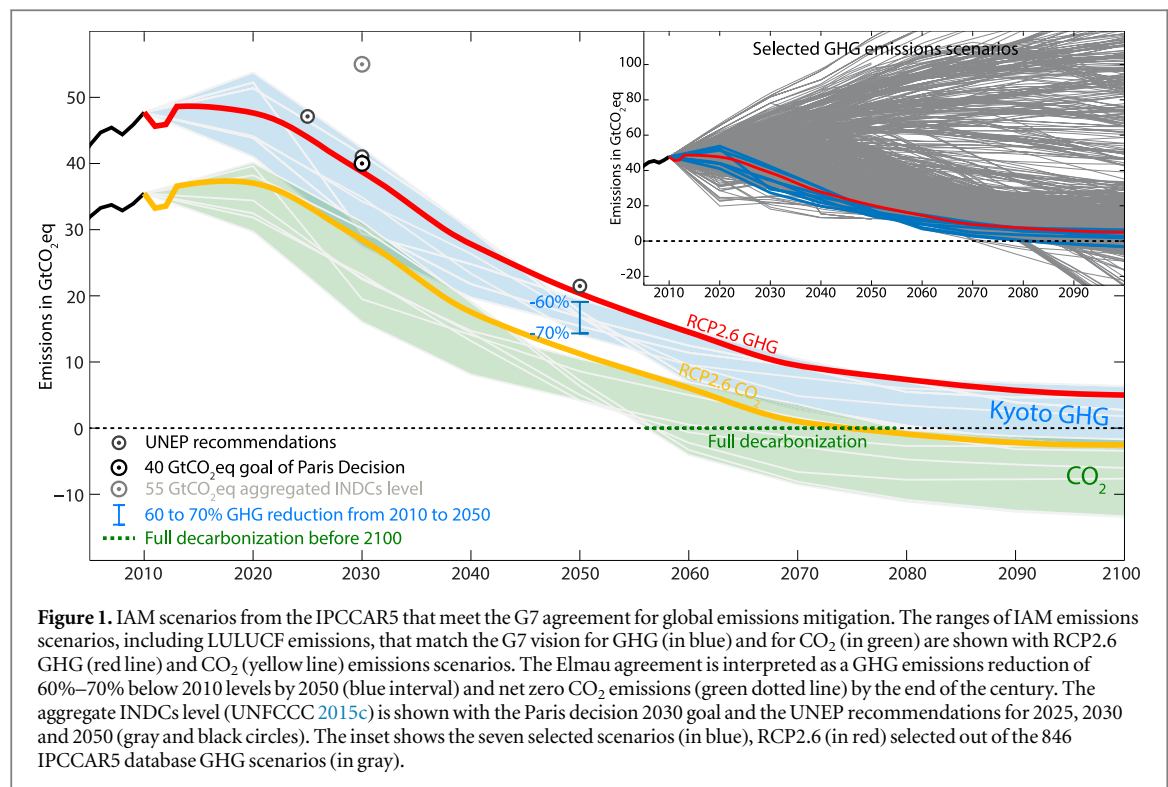 Selected GHG emissions scenarios
Emissions in GtCO2eq
100
80
60
40
20
0
-20
2010 2020 2030 2040 2050 2060 2070 2080 2090
Emissions in GtCO2eq
50
40
30
20
10
0
−10
-60%
-70%
RCP2.6 GHG
RCP2.6 CO2
Kyoto GHG
Full decarbonization
CO2
UNEP recommendations
40 GtCO2eq goal of Paris Decision
55 GtCO2eq aggregated INDCs level
60 to 70% GHG reduction from 2010 to 2050
Full decarbonization before 2100
2010 2020 2030 2040 2050 2060 2070 2080 2090 2100
Figure 1. IAM scenarios from the IPCCAR5 that meet the G7 agreement for global emissions mitigation. The ranges of IAM emissions
scenarios, including LULUCF emissions, that match the G7 vision for GHG (in blue) and for CO2 (in green) are shown with RCP2.6
GHG (red line) and CO2 (yellow line) emissions scenarios. The Elmau agreement is interpreted as a GHG emissions reduction of
60%–70% below 2010 levels by 2050 (blue interval) and net zero CO2 emissions (green dotted line) by the end of the century. The
aggregate INDCs level (UNFCCC 2015c) is shown with the Paris decision 2030 goal and the UNEP recommendations for 2025, 2030
and 2050 (gray and black circles). The inset shows the seven selected scenarios (in blue), RCP2.6 (in red) selected out of the 846
IPCCAR5 database GHG scenarios (in gray).